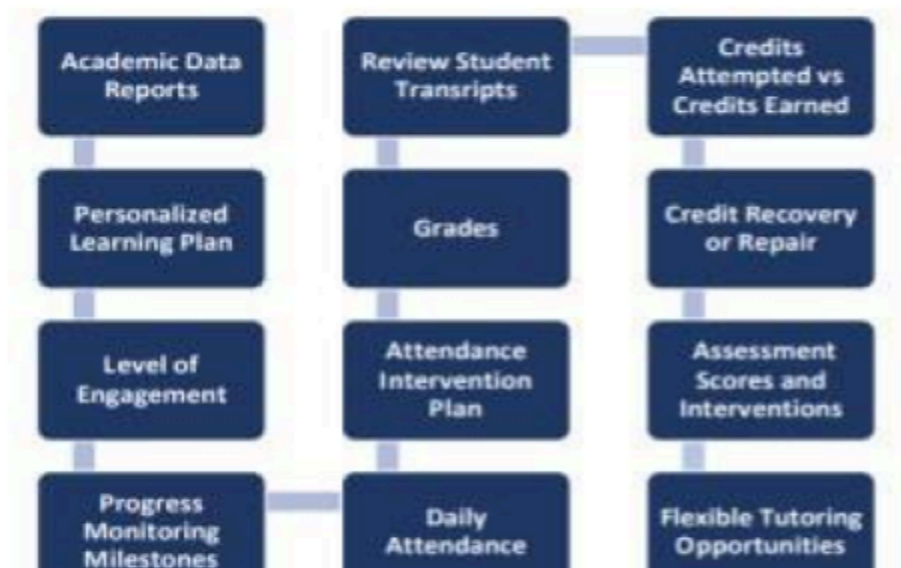 Academic Data
Reports
Personalized
Learning Plan
Level of
Engagement
Progress
Monitoring
Milestones
Daily
Attendance
Attendance
Intervention
Plan
Grades
Review Student
Transripts
Credits
Attempted vs
Credits Earned
Credit Recovery
or Repair
Assessment
Scores and
Interventions
Flexible Tutoring
Opportunities